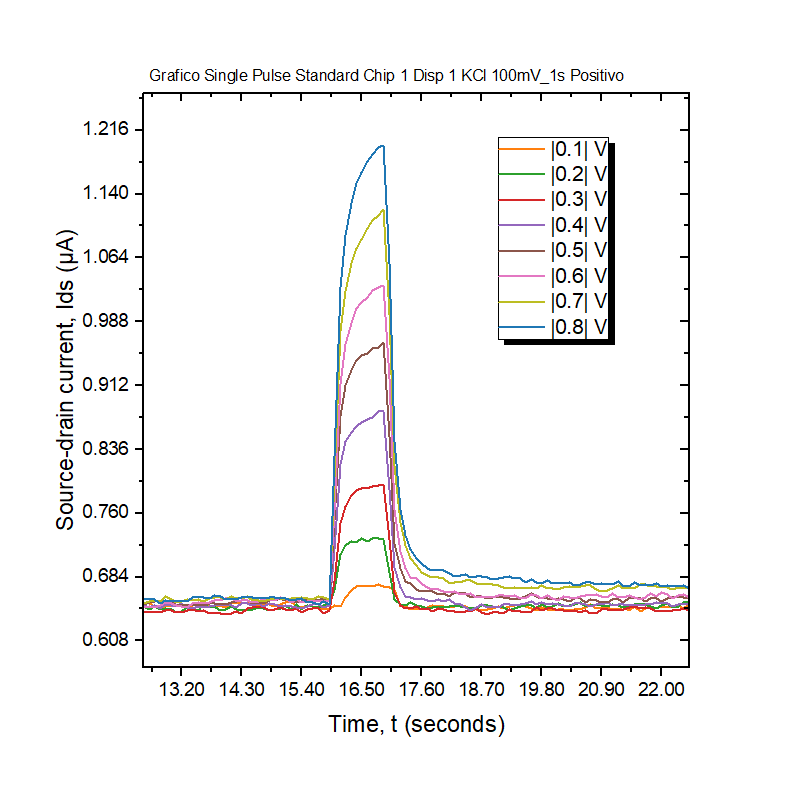 Grafico Single Pulse Standard Chip 1 Disp 1 KCl 100mV_1s Positivo
1.216
1.140
1.064
0.988
0.912
0.836
0.760
0.684
0.608
Source-drain current, Ids (μA)
|0.1| V
|0.2| V
|0.3| V
|0.4| V
|0.5| V
|0.6| V
|0.7| V
|0.8| V
13.20 14.30 15.40 16.50 17.60 18.70 19.80 20.90 22.00
Time, t (seconds)